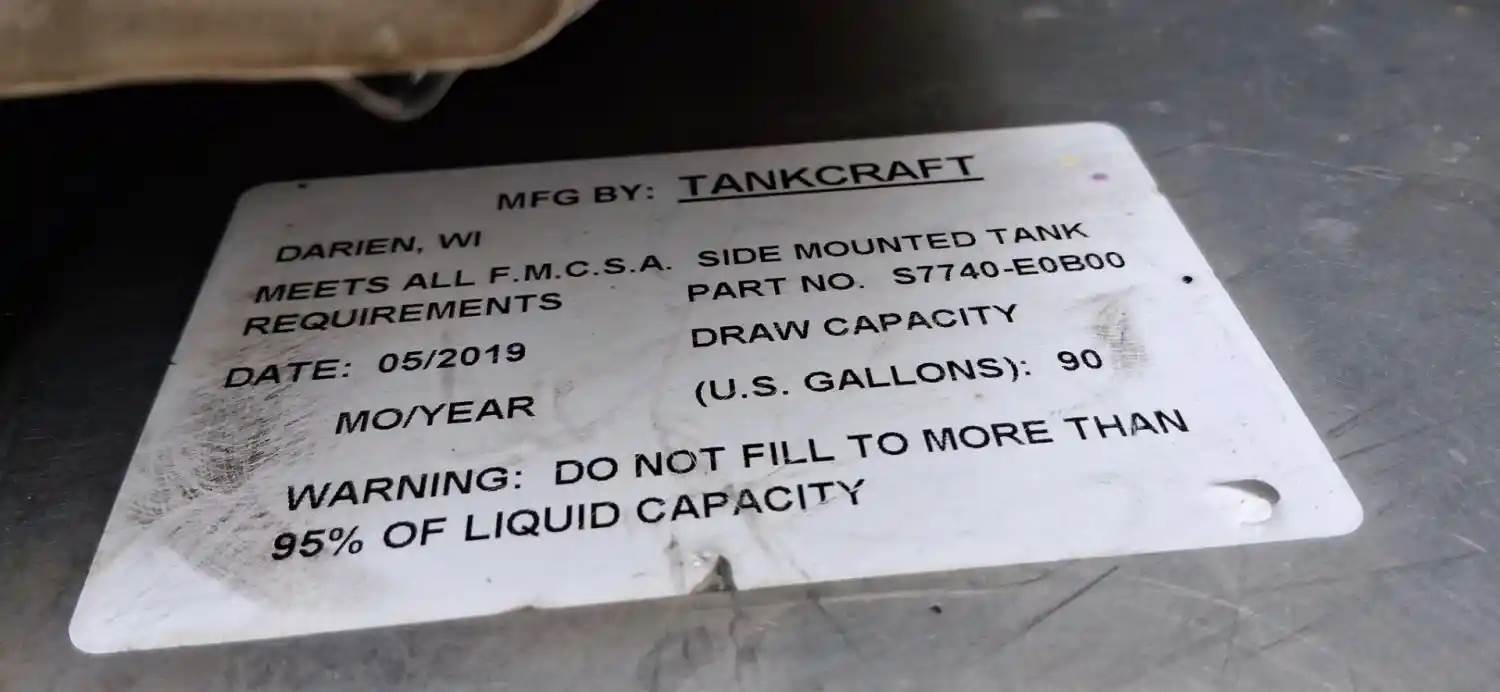 MFG BY: TANKCRAFT
DARIEN, WI
MEETS ALL F.M.C.S.A.
REQUIREMENTS
DATE: 05/2019
MO/YEAR
SIDE MOUNTED TANK
PART NO. S7740-E0B00
DRAW CAPACITY
(U.S. GALLONS): 90
WARNING: DO NOT FILL TO MORE THAN
95% OF LIQUID CAPACITY